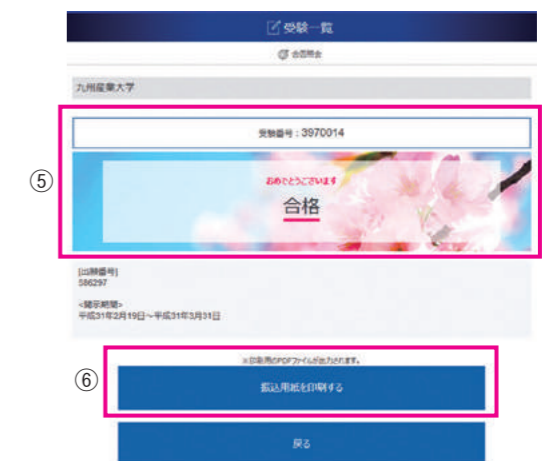 受験一覧
合否照会
九州産業大学
⑤
受験番号：3970014
おめでとうございます
合格
[出願番号]
586297
<開示期間>
平成31年2月19日～平成31年3月31日
⑥
※印刷用のPDFファイルが出力されます。
振込用紙を印刷する
戻る